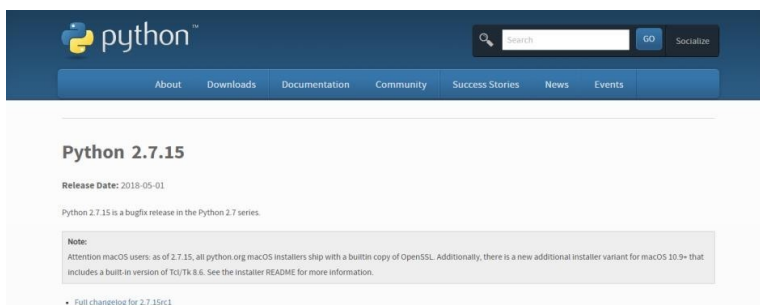 python™
Search
GO
Socialize
About Downloads Documentation Community Success Stories News Events
Python 2.7.15
Release Date: 2018-05-01
Python 2.7.15 is a bugfix release in the Python 2.7 series.
Note:
Attention macOS users: as of 2.7.15, all python.org macOS installers ship with a builtin copy of OpenSSL. Additionally, there is a new additional installer variant for macOS 10.9+ that
includes a built-in version of Tcl/Tk 8.6. See the installer README for more information.
• Full changelog for 2.7.15rc1